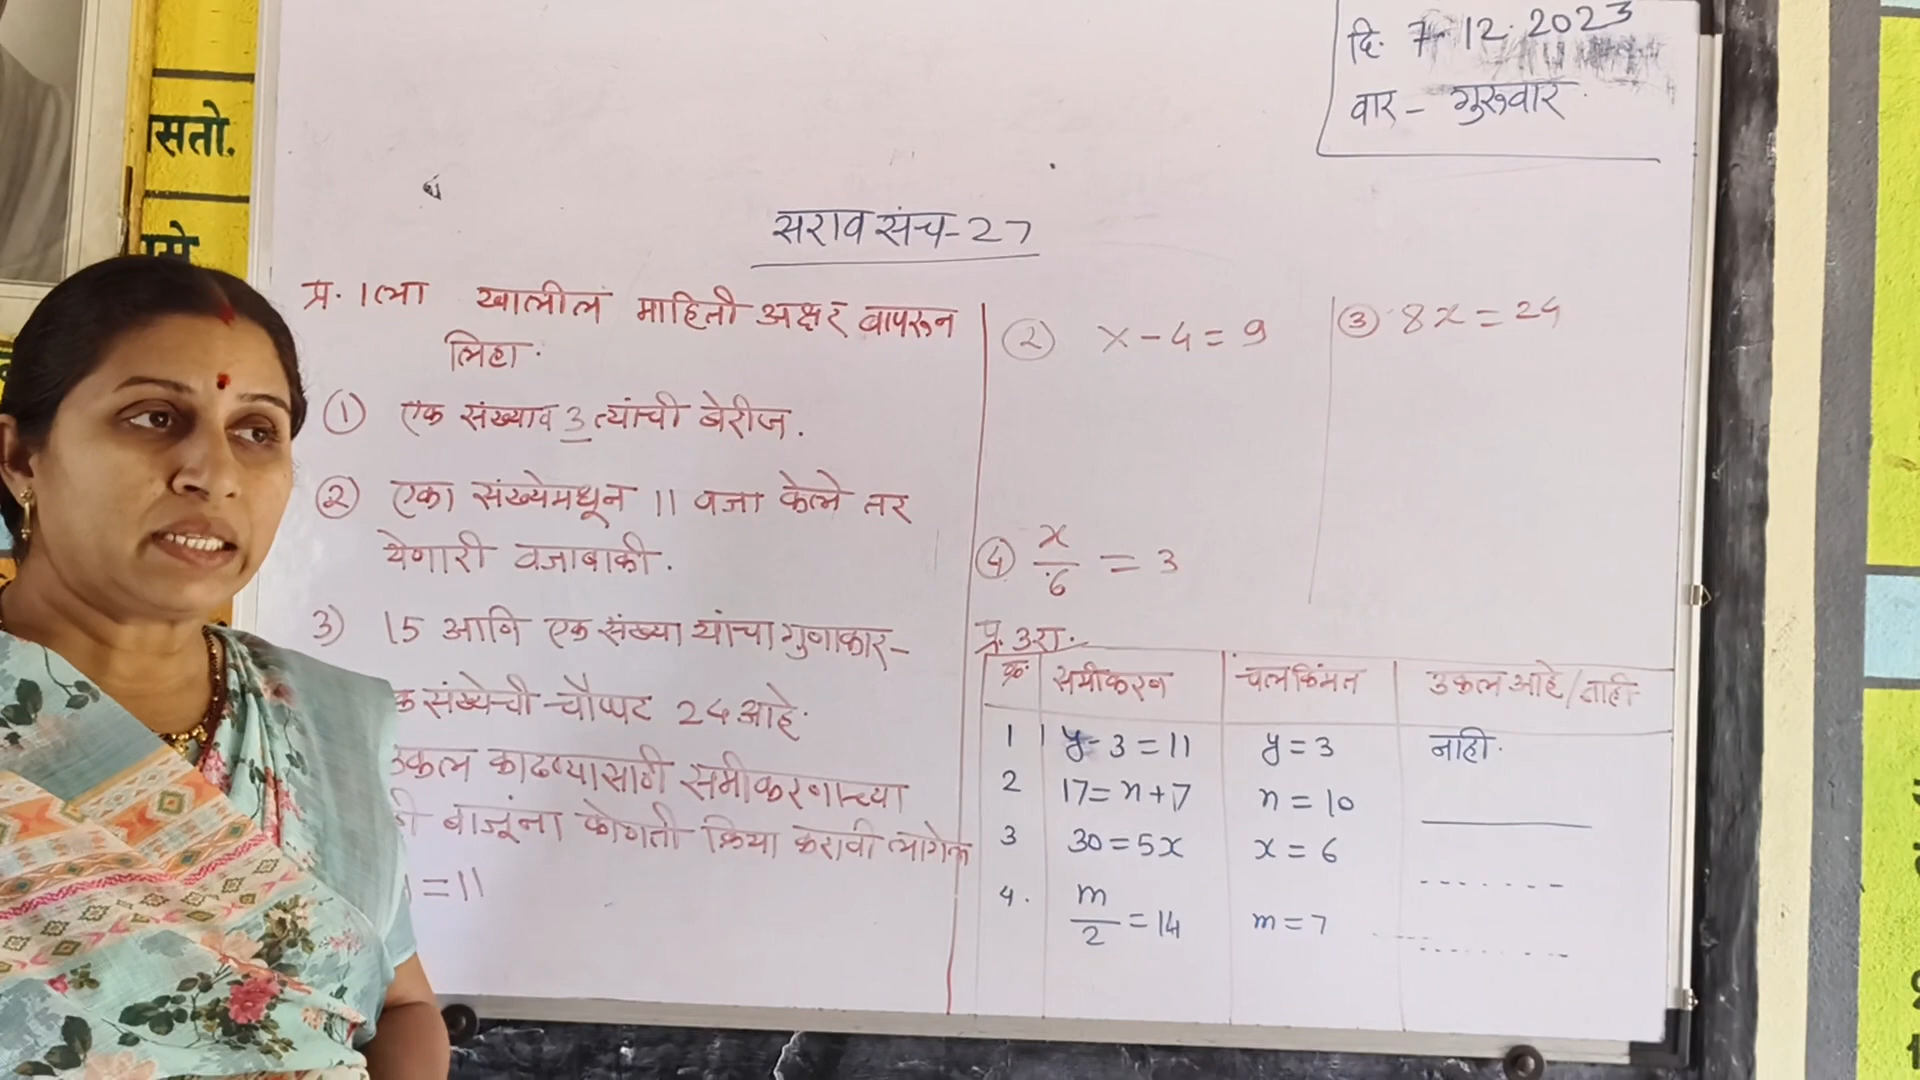 सतो.
दि. 7-12.2023
वार - गुरुवार
सराव संच-27
प्र. 1ला खालील माहिती अक्षर वापरून
लिहा.
① एक संख्या व 3 त्यांची बेरीज.
② एका संख्येमधून 11 वजा केले तर
येणारी वजाबाकी.
3) 15 आणि एक संख्या यांचा गुणाकार-
क संख्येची चौपट 24 आहे.
उकल काढण्यासाठी समीकरणाच्या
बाजूंना कोणती क्रिया करावी लागेल
=11
② x-4=9
③ 8x=24
④ x/6 = 3
प्र. 3रा.
क्र. समीकरण चलकिंमत उकल आहे/नाही
1 y-3=11 y=3 नाही.
2 17=n+7 n=10
3 30=5x x=6
4. m/2=14 m=7